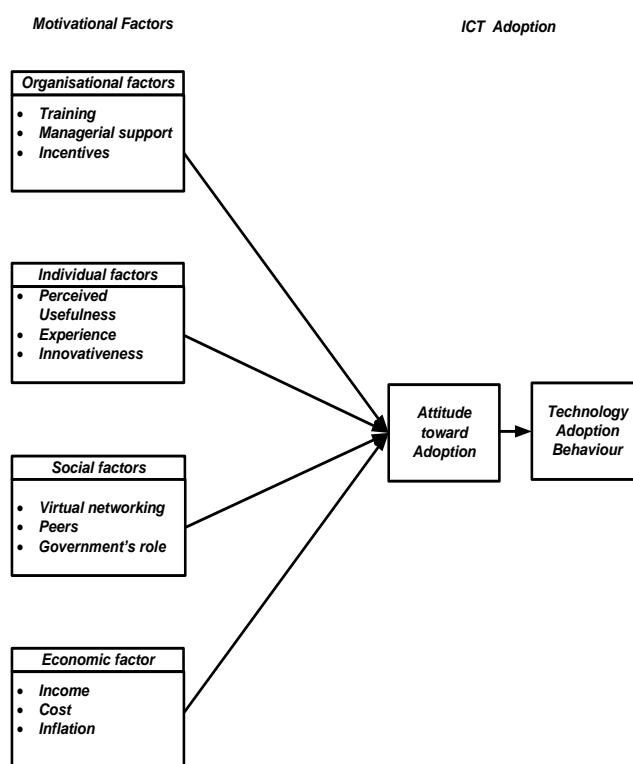 Motivational Factors
ICT Adoption
Organisational factors
• Training
• Managerial support
• Incentives
Individual factors
• Perceived
Usefulness
• Experience
• Innovativeness
Attitude
toward
Adoption
Technology
Adoption
Behaviour
Social factors
• Virtual networking
• Peers
• Government's role
Economic factor
• Income
• Cost
• Inflation